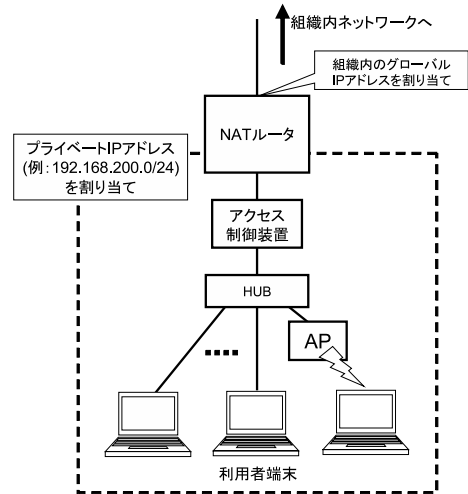 組織内ネットワークへ
組織内のグローバル
IPアドレスを割り当て
NATルータ
プライベートIPアドレス
(例：192.168.200.0/24)
を割り当て
アクセス
制御装置
HUB
AP
利用者端末